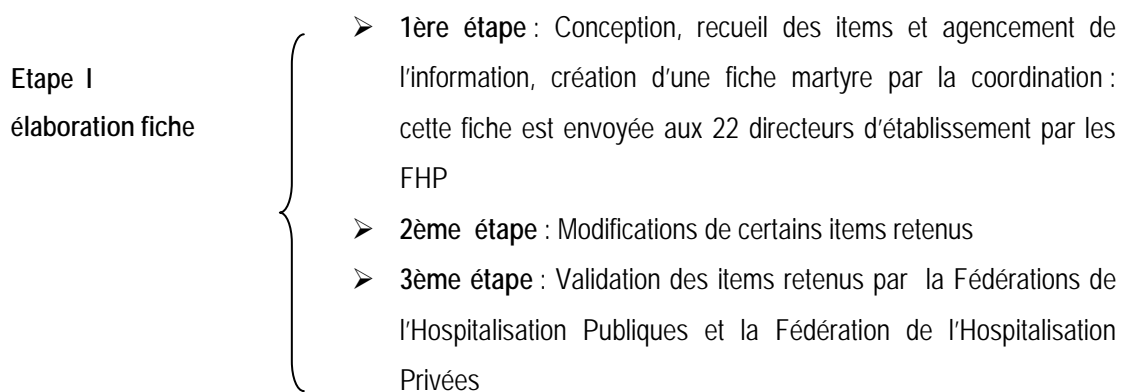 Etape I
élaboration fiche
➢ 1ère étape : Conception, recueil des items et agencement de
l'information, création d'une fiche martyre par la coordination :
cette fiche est envoyée aux 22 directeurs d'établissement par les
FHP
➢ 2ème étape : Modifications de certains items retenus
➢ 3ème étape : Validation des items retenus par la Fédérations de
l'Hospitalisation Publiques et la Fédération de l'Hospitalisation
Privées